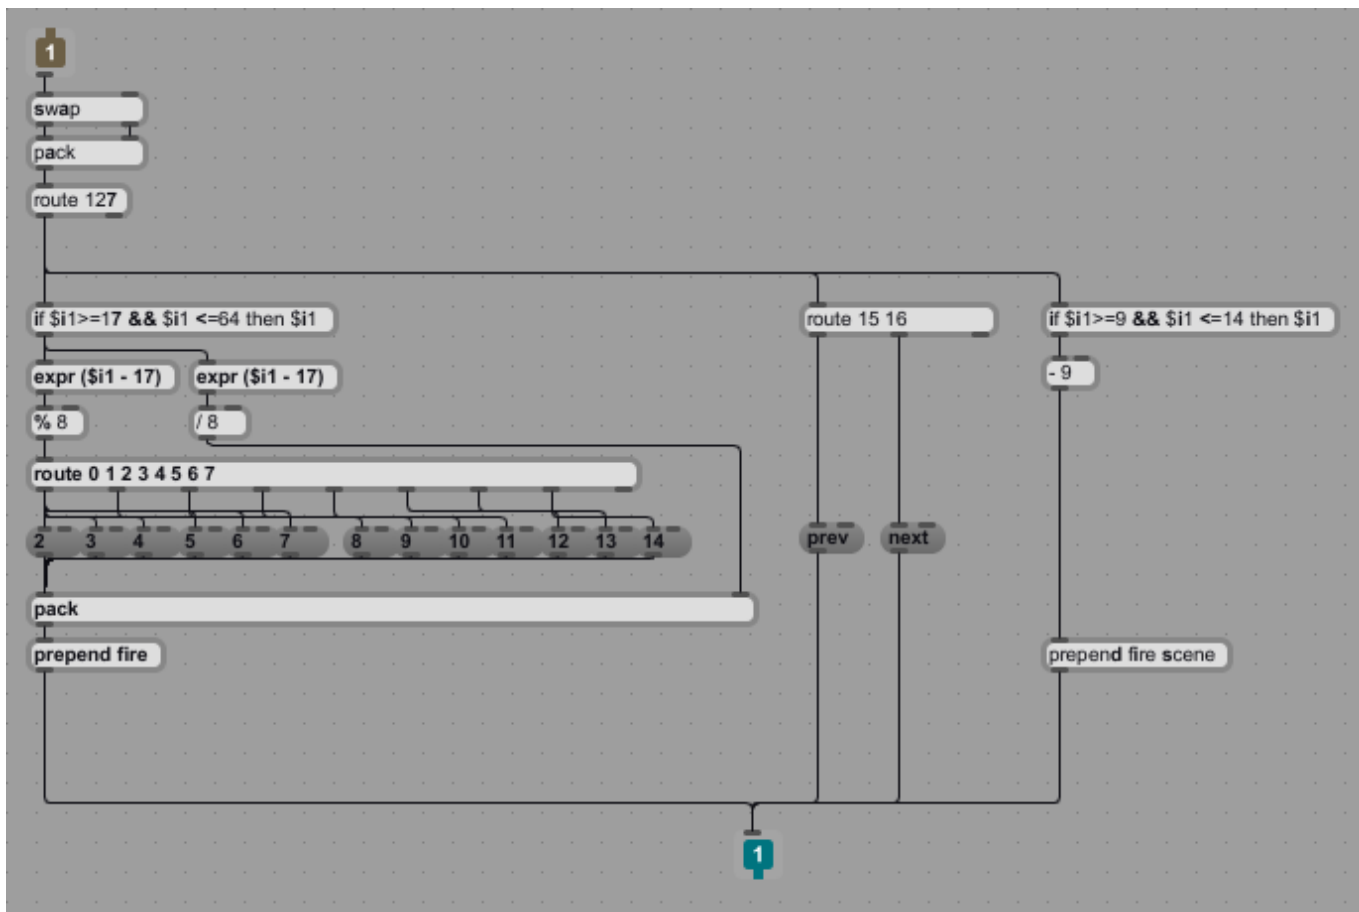 1
swap
pack
route 127
if $i1>=17 && $i1 <=64 then $i1
route 15 16
if $i1>=9 && $i1 <=14 then $i1
expr ($i1 - 17)
expr ($i1 - 17)
- 9
% 8
/ 8
route 0 1 2 3 4 5 6 7
2 3 4 5 6 7 8 9 10 11 12 13 14
prev
next
pack
prepend fire
prepend fire scene
1